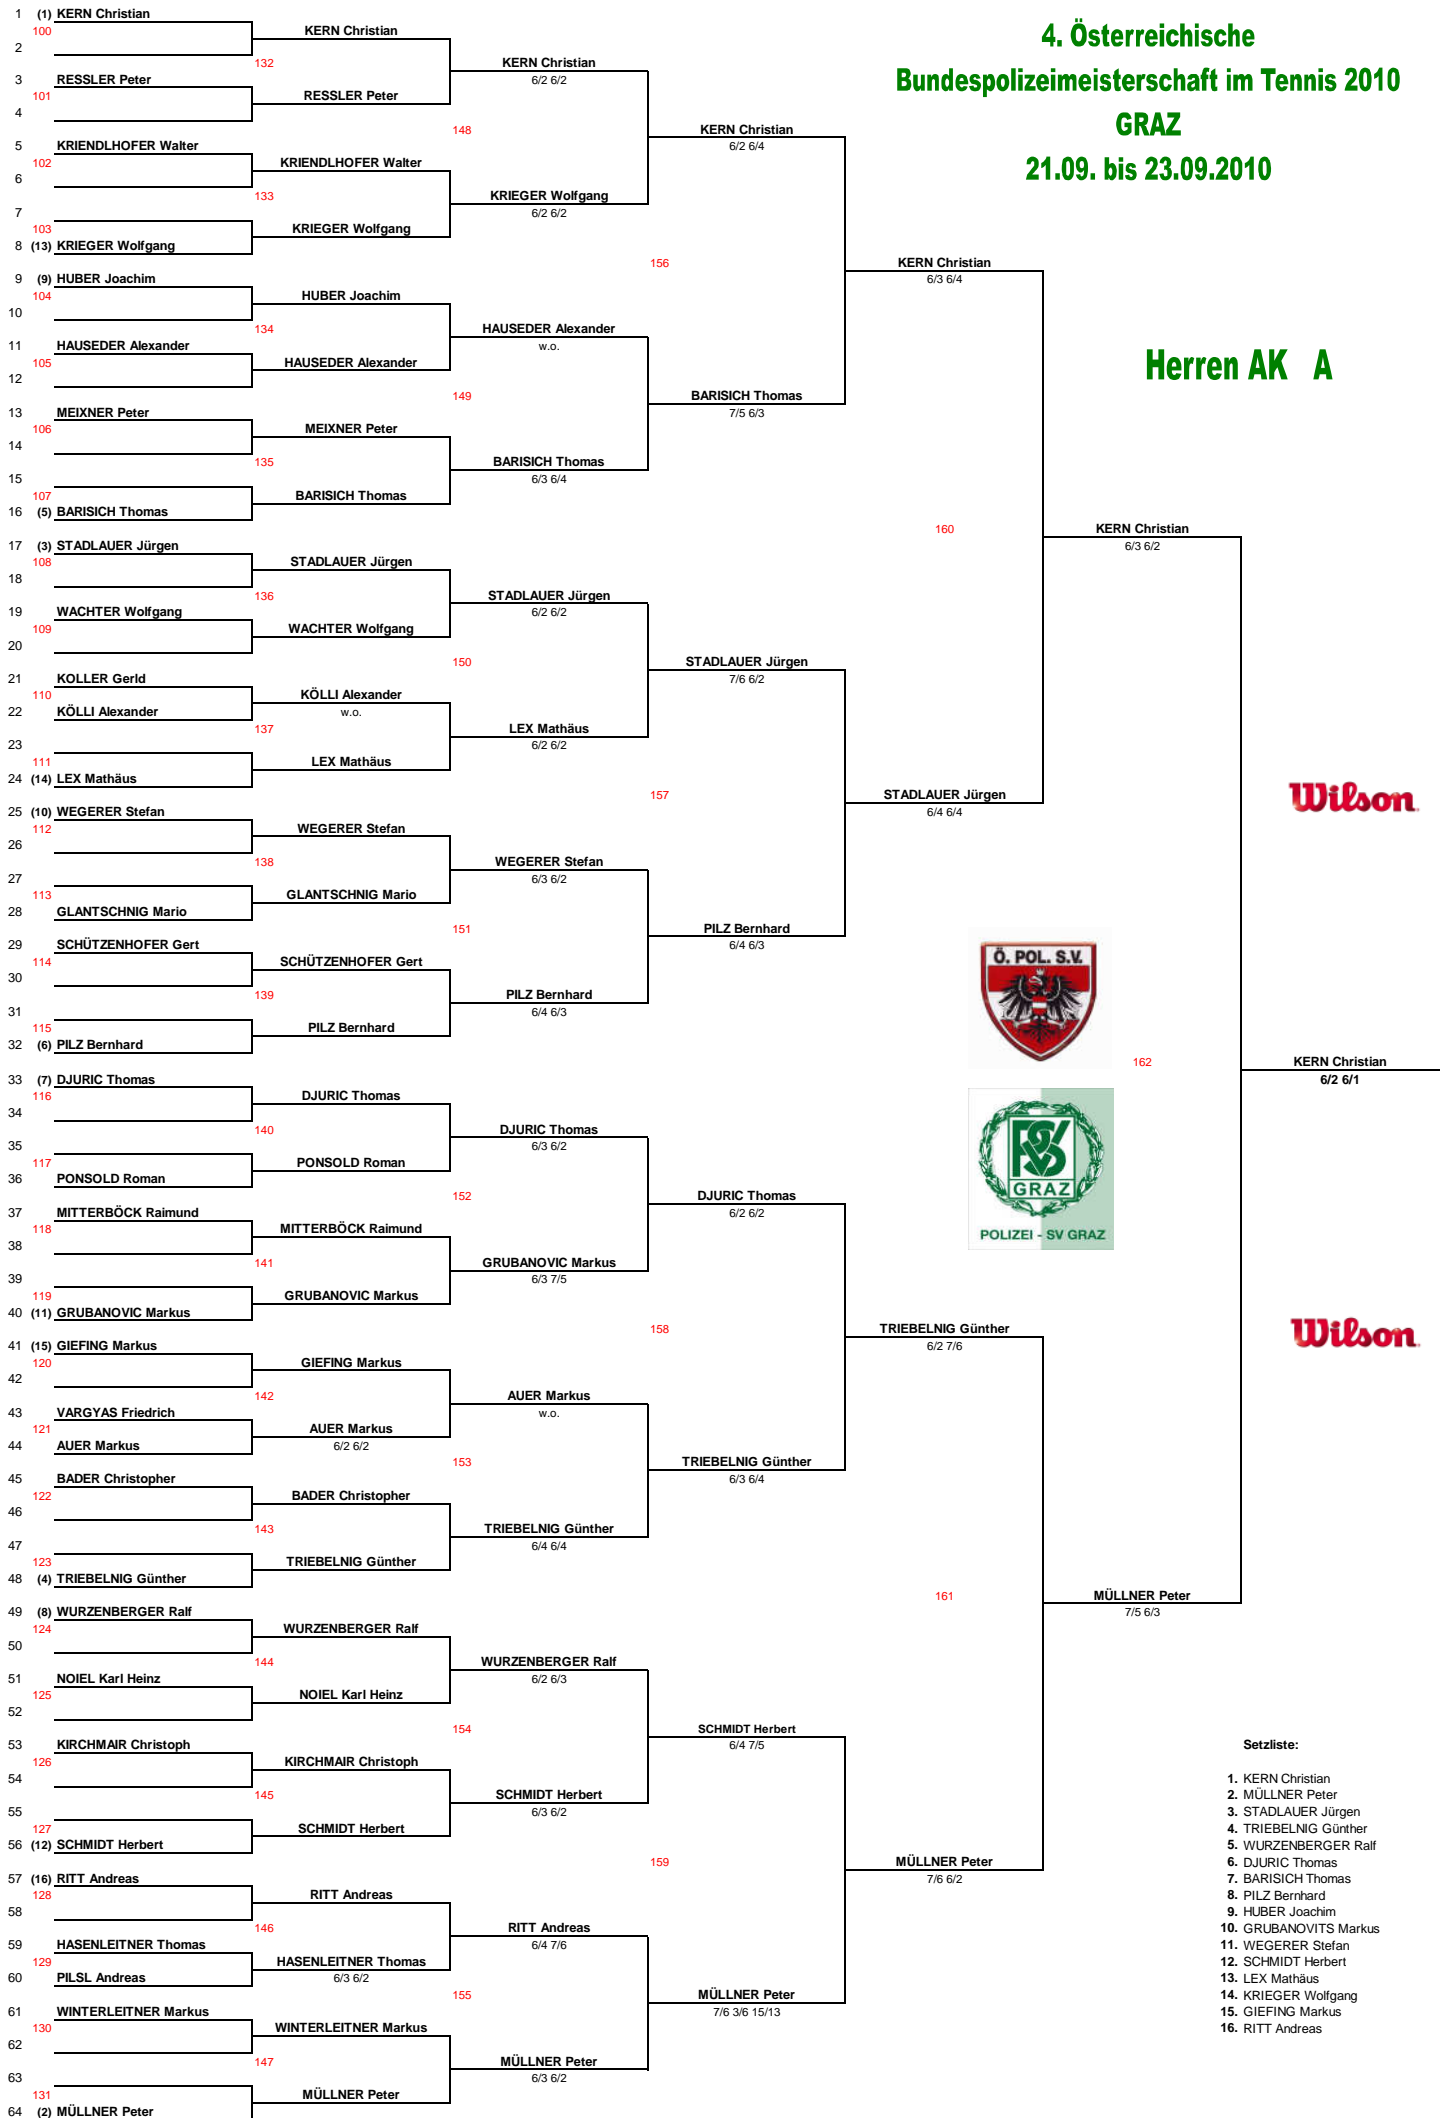 4. Österreichische
Bundespolizeimeisterschaft im Tennis 2010
GRAZ
21.09. bis 23.09.2010
Herren AK A
1 (1) KERN Christian
100
2
3 RESSLER Peter
101
4
5 KRIENDLHOFER Walter
102
6
7
103
8 (13) KRIEGER Wolfgang
9 (9) HUBER Joachim
104
10
11 HAUSEDER Alexander
105
12
13 MEIXNER Peter
106
14
15
107
16 (5) BARISICH Thomas
17 (3) STADLAUER Jürgen
108
18
19 WACHTER Wolfgang
109
20
21 KOLLER Gerld
110
22 KÖLLI Alexander
23
111
24 (14) LEX Mathäus
25 (10) WEGERER Stefan
112
26
27
113
28 GLANTSCHNIG Mario
29 SCHÜTZENHOFER Gert
114
30
31
115
32 (6) PILZ Bernhard
33 (7) DJURIC Thomas
116
34
35
117
36 PONSOLD Roman
37 MITTERBÖCK Raimund
118
38
39
119
40 (11) GRUBANOVIC Markus
41 (15) GIEFING Markus
120
42
43 VARGYAS Friedrich
121
44 AUER Markus
45 BADER Christopher
122
46
47
123
48 (4) TRIEBELNIG Günther
49 (8) WURZENBERGER Ralf
124
50
51 NOIEL Karl Heinz
125
52
53 KIRCHMAIR Christoph
126
54
55
127
56 (12) SCHMIDT Herbert
57 (16) RITT Andreas
128
58
59 HASENLEITNER Thomas
129
60 PILSL Andreas
61 WINTERLEITNER Markus
130
62
63
131
64 (2) MÜLLNER Peter
KERN Christian
132
RESSLER Peter
KRIENDLHOFER Walter
133
KRIEGER Wolfgang
HUBER Joachim
134
HAUSEDER Alexander
MEIXNER Peter
135
BARISICH Thomas
STADLAUER Jürgen
136
WACHTER Wolfgang
KÖLLI Alexander
w.o.
137
LEX Mathäus
WEGERER Stefan
138
GLANTSCHNIG Mario
SCHÜTZENHOFER Gert
139
PILZ Bernhard
DJURIC Thomas
140
PONSOLD Roman
MITTERBÖCK Raimund
141
GRUBANOVIC Markus
GIEFING Markus
142
AUER Markus
6/2 6/2
BADER Christopher
143
TRIEBELNIG Günther
WURZENBERGER Ralf
144
NOIEL Karl Heinz
KIRCHMAIR Christoph
145
SCHMIDT Herbert
RITT Andreas
146
HASENLEITNER Thomas
6/3 6/2
WINTERLEITNER Markus
147
MÜLLNER Peter
KERN Christian
6/2 6/2
148
KRIEGER Wolfgang
6/2 6/2
HAUSEDER Alexander
w.o.
149
BARISICH Thomas
6/3 6/4
STADLAUER Jürgen
6/2 6/2
150
LEX Mathäus
6/2 6/2
WEGERER Stefan
6/3 6/2
151
PILZ Bernhard
6/4 6/3
DJURIC Thomas
6/3 6/2
152
GRUBANOVIC Markus
6/3 7/5
AUER Markus
w.o.
153
TRIEBELNIG Günther
6/4 6/4
WURZENBERGER Ralf
6/2 6/3
154
SCHMIDT Herbert
6/3 6/2
RITT Andreas
6/4 7/6
155
MÜLLNER Peter
6/3 6/2
KERN Christian
6/2 6/4
156
BARISICH Thomas
7/5 6/3
STADLAUER Jürgen
7/6 6/2
157
PILZ Bernhard
6/4 6/3
DJURIC Thomas
6/2 6/2
158
TRIEBELNIG Günther
6/3 6/4
SCHMIDT Herbert
6/4 7/5
159
MÜLLNER Peter
7/6 3/6 15/13
KERN Christian
6/3 6/4
160
STADLAUER Jürgen
6/4 6/4
TRIEBELNIG Günther
6/2 7/6
161
MÜLLNER Peter
7/6 6/2
KERN Christian
6/3 6/2
162
MÜLLNER Peter
7/5 6/3
KERN Christian
6/2 6/1
Wilson
Ö. POL. S.V.
PSV
GRAZ
POLIZEI - SV GRAZ
Wilson
Setzliste:
1. KERN Christian
2. MÜLLNER Peter
3. STADLAUER Jürgen
4. TRIEBELNIG Günther
5. WURZENBERGER Ralf
6. DJURIC Thomas
7. BARISICH Thomas
8. PILZ Bernhard
9. HUBER Joachim
10. GRUBANOVITS Markus
11. WEGERER Stefan
12. SCHMIDT Herbert
13. LEX Mathäus
14. KRIEGER Wolfgang
15. GIEFING Markus
16. RITT Andreas